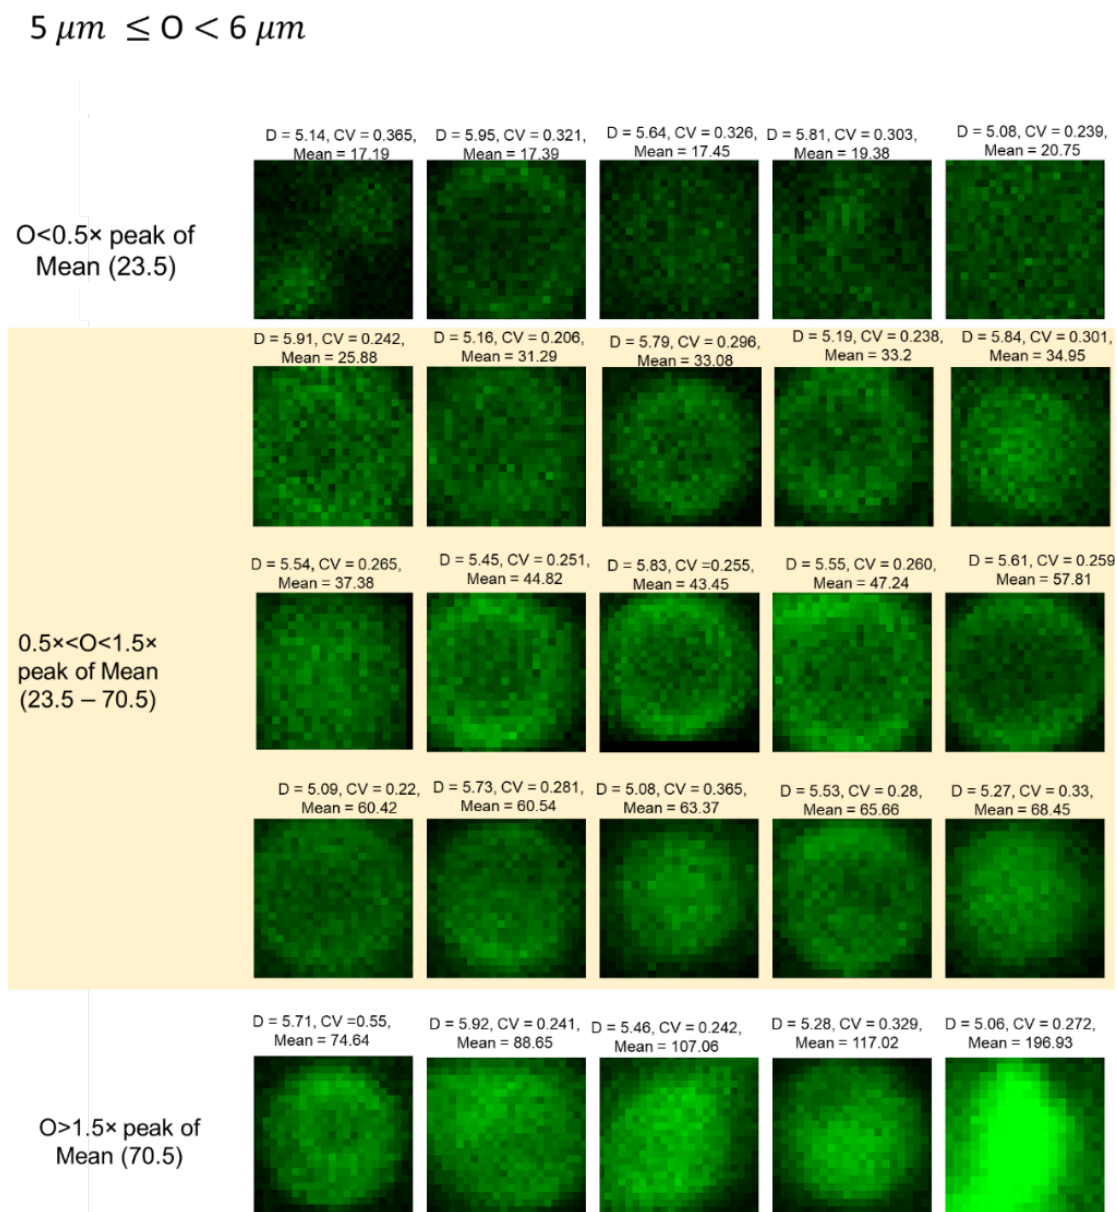 5 μm ≤ O < 6 μm
D = 5.14, CV = 0.365,
Mean = 17.19
D = 5.95, CV = 0.321,
Mean = 17.39
D = 5.64, CV = 0.326,
Mean = 17.45
D = 5.81, CV = 0.303,
Mean = 19.38
D = 5.08, CV = 0.239,
Mean = 20.75
O<0.5× peak of
Mean (23.5)
D = 5.91, CV = 0.242,
Mean = 25.88
D = 5.16, CV = 0.206,
Mean = 31.29
D = 5.79, CV = 0.296,
Mean = 33.08
D = 5.19, CV = 0.238,
Mean = 33.2
D = 5.84, CV = 0.301,
Mean = 34.95
D = 5.54, CV = 0.265,
Mean = 37.38
D = 5.45, CV = 0.251,
Mean = 44.82
D = 5.83, CV =0.255,
Mean = 43.45
D = 5.55, CV = 0.260,
Mean = 47.24
D = 5.61, CV = 0.259
Mean = 57.81
0.5×<O<1.5×
peak of Mean
(23.5 – 70.5)
D = 5.09, CV = 0.22,
Mean = 60.42
D = 5.73, CV = 0.281,
Mean = 60.54
D = 5.08, CV = 0.365,
Mean = 63.37
D = 5.53, CV = 0.28,
Mean = 65.66
D = 5.27, CV = 0.33,
Mean = 68.45
D = 5.71, CV =0.55,
Mean = 74.64
D = 5.92, CV = 0.241,
Mean = 88.65
D = 5.46, CV = 0.242,
Mean = 107.06
D = 5.28, CV = 0.329,
Mean = 117.02
D = 5.06, CV = 0.272,
Mean = 196.93
O>1.5× peak of
Mean (70.5)